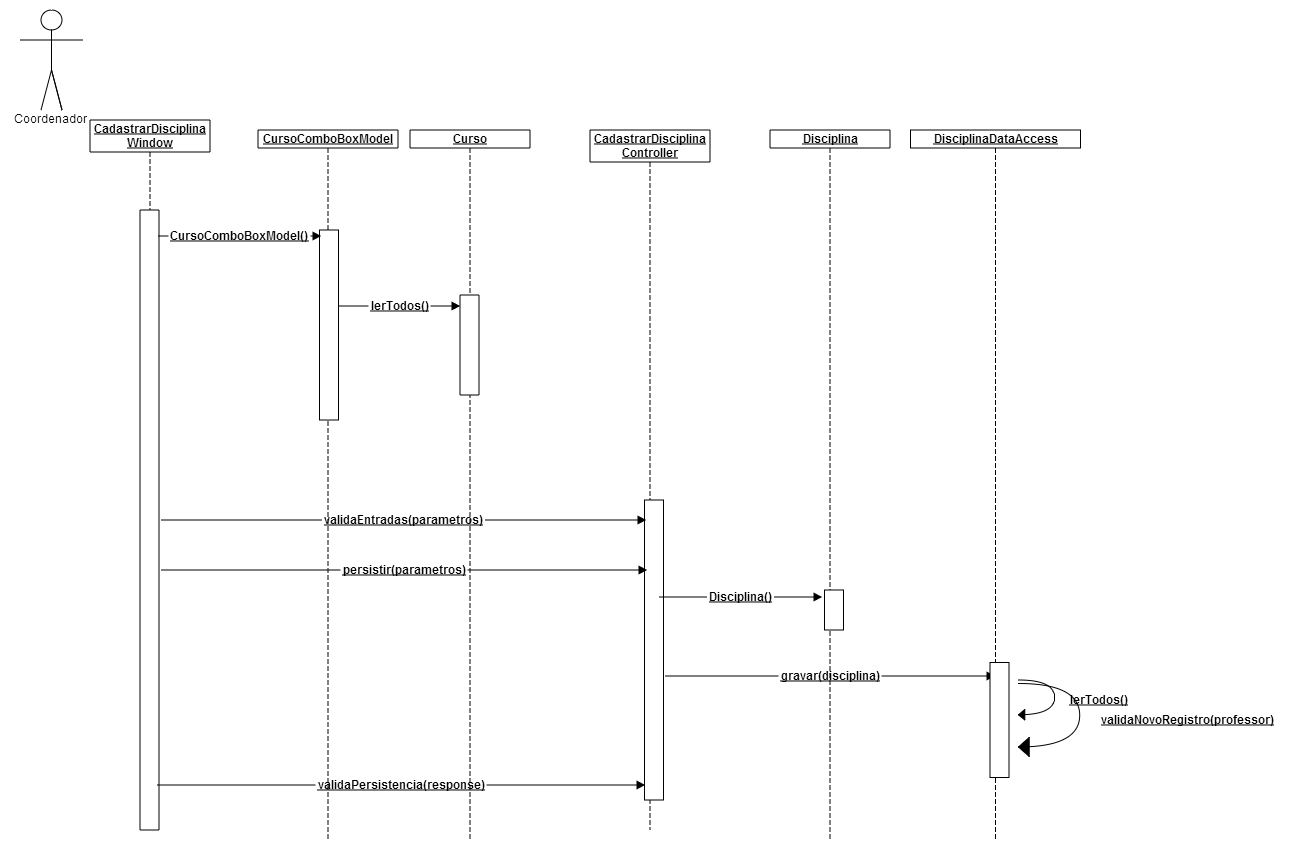 Coordenador
CadastrarDisciplina
Window
CursoComboBoxModel
Curso
CadastrarDisciplina
Controller
Disciplina
DisciplinaDataAccess
CursoComboBoxModel()
lerTodos()
validaEntradas(parametros)
persistir(parametros)
Disciplina()
gravar(disciplina)
lerTodos()
validaNovoRegistro(professor)
validaPersistencia(response)